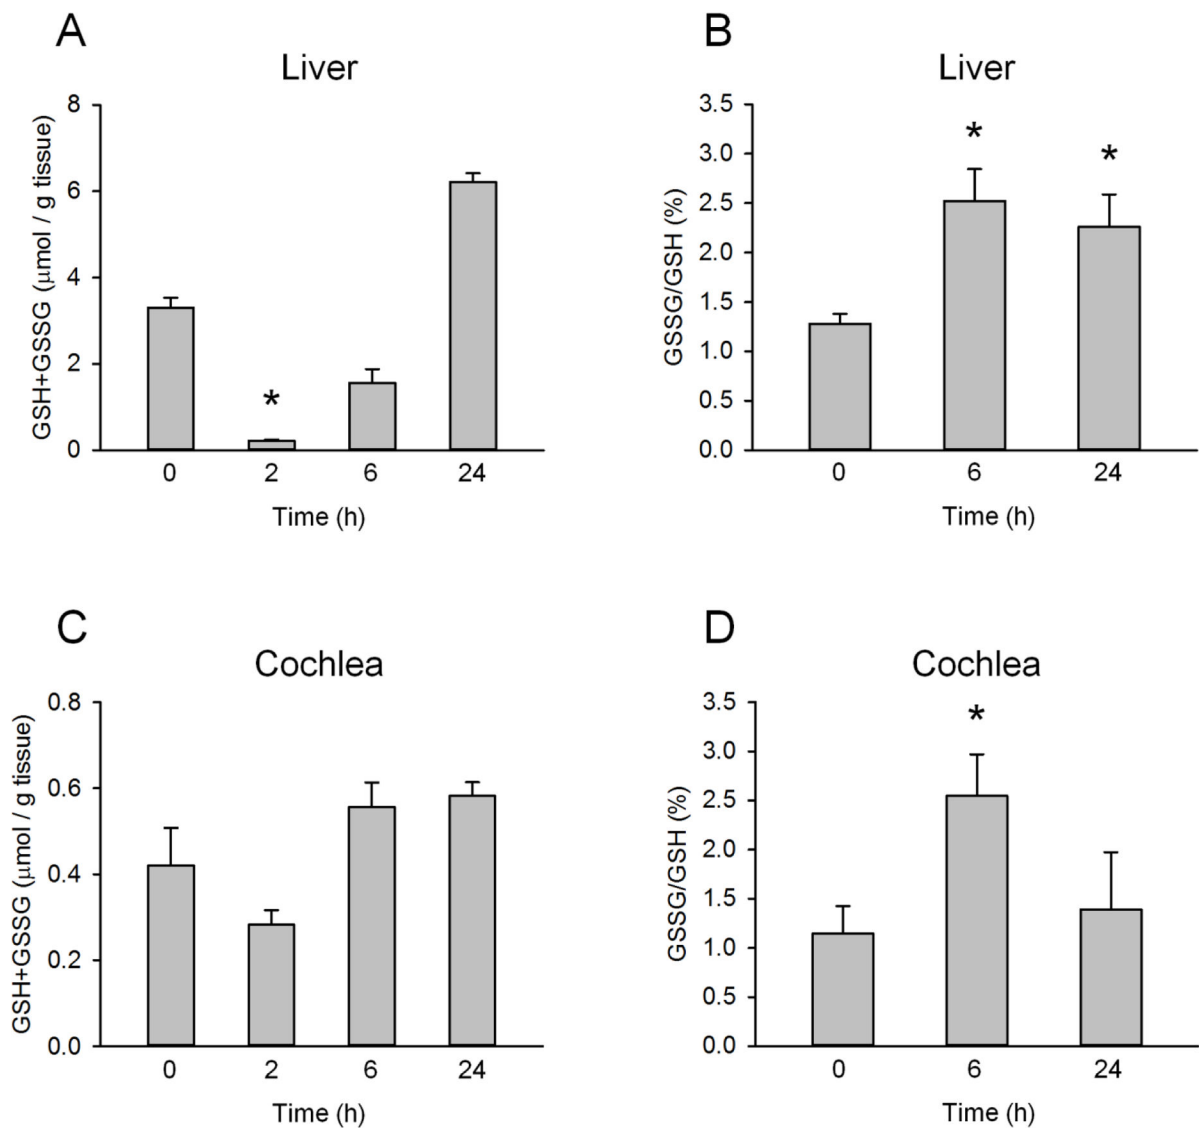 A
Liver
GSH+GSSG (μmol / g tissue)
8
6
4
2
0
*
0 2 6 24
Time (h)
B
Liver
GSSG/GSH (%)
3.5
3.0
2.5
2.0
1.5
1.0
0.5
0.0
* *
0 6 24
Time (h)
C
Cochlea
GSH+GSSG (μmol / g tissue)
0.8
0.6
0.4
0.2
0.0
0 2 6 24
Time (h)
D
Cochlea
GSSG/GSH (%)
3.5
3.0
2.5
2.0
1.5
1.0
0.5
0.0
*
0 6 24
Time (h)